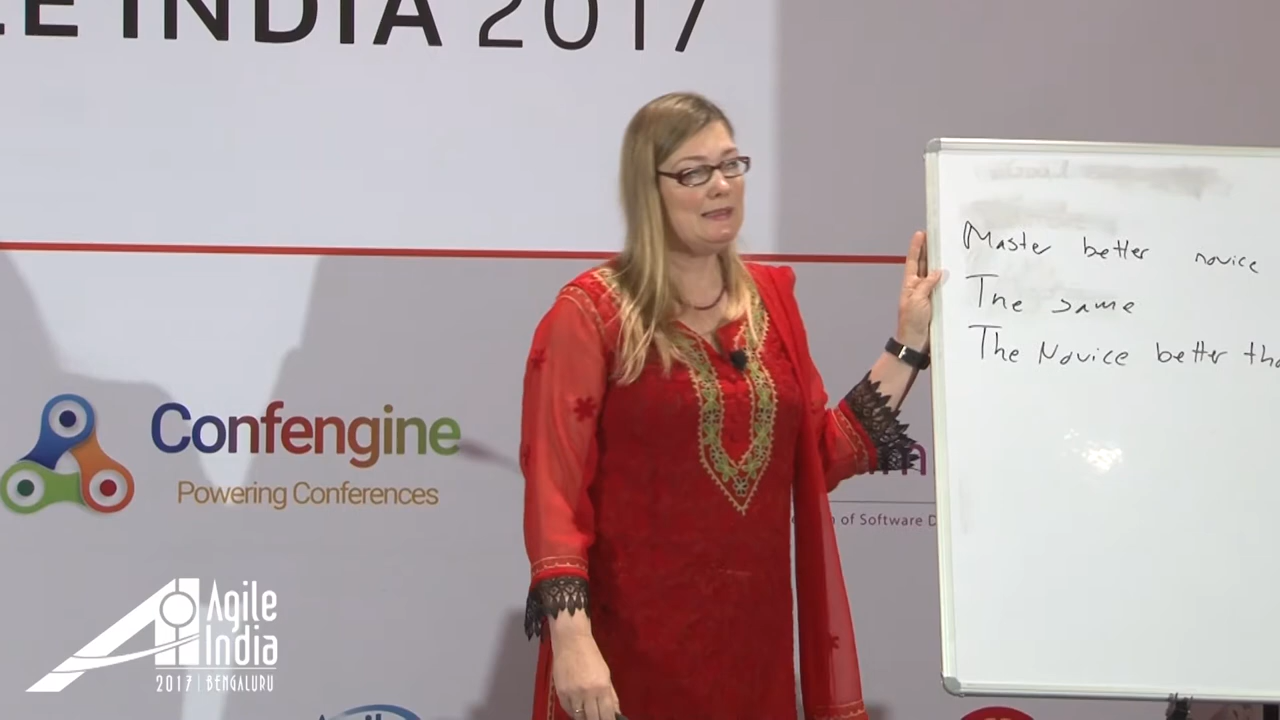 INDIA 2017
Master better novice
The same
The Novice better
Confengine
Powering Conferences
of Software
Agile
India
2017 | BENGALURU